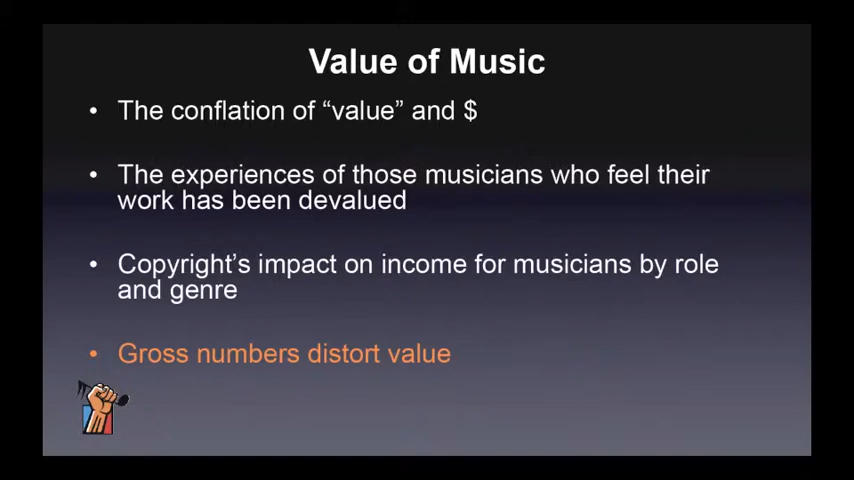 Value of Music
• The conflation of “value” and $
• The experiences of those musicians who feel their
work has been devalued
• Copyright’s impact on income for musicians by role
and genre
• Gross numbers distort value